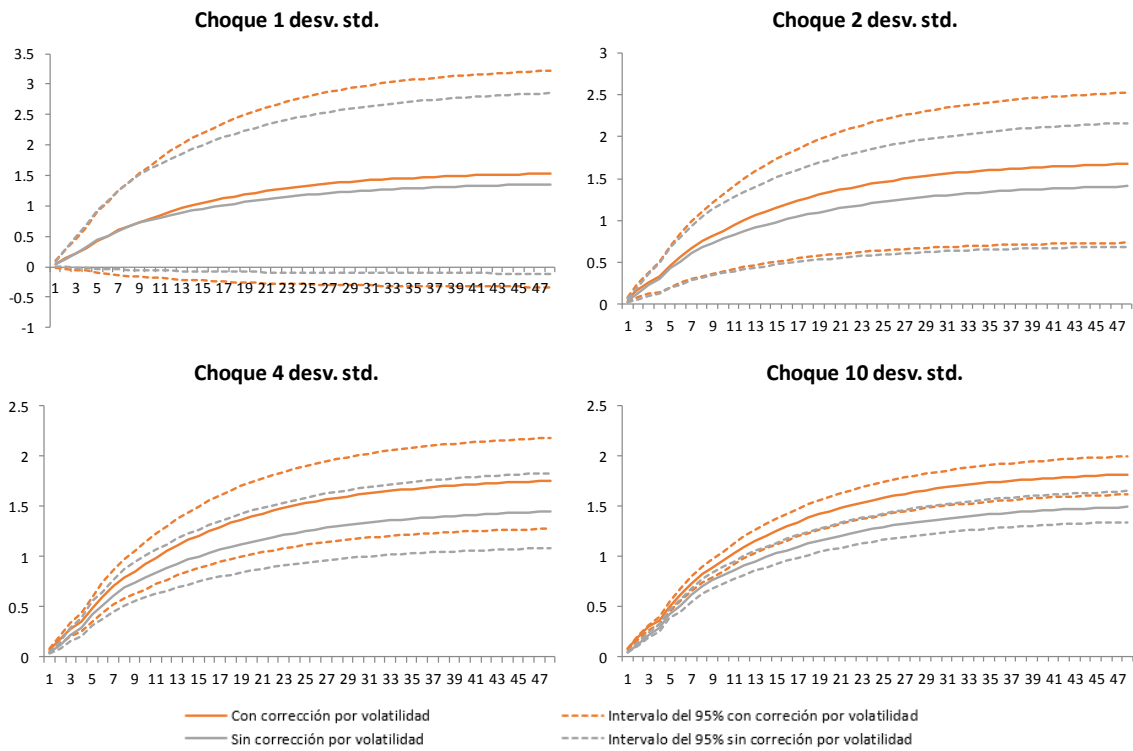 Choque 1 desv. std.
3.5
3
2.5
2
1.5
1
0.5
0
-0.5
-1
1 3 5 7 9 11 13 15 17 19 21 23 25 27 29 31 33 35 37 39 41 43 45 47
Choque 2 desv. std.
3
2.5
2
1.5
1
0.5
0
1 3 5 7 9 11 13 15 17 19 21 23 25 27 29 31 33 35 37 39 41 43 45 47
Choque 4 desv. std.
2.5
2
1.5
1
0.5
0
1 3 5 7 9 11 13 15 17 19 21 23 25 27 29 31 33 35 37 39 41 43 45 47
Choque 10 desv. std.
2.5
2
1.5
1
0.5
0
1 3 5 7 9 11 13 15 17 19 21 23 25 27 29 31 33 35 37 39 41 43 45 47
Con corrección por volatilidad
Intervalo del 95% con correción por volatilidad
Sin corrección por volatilidad
Intervalo del 95% sin correción por volatilidad